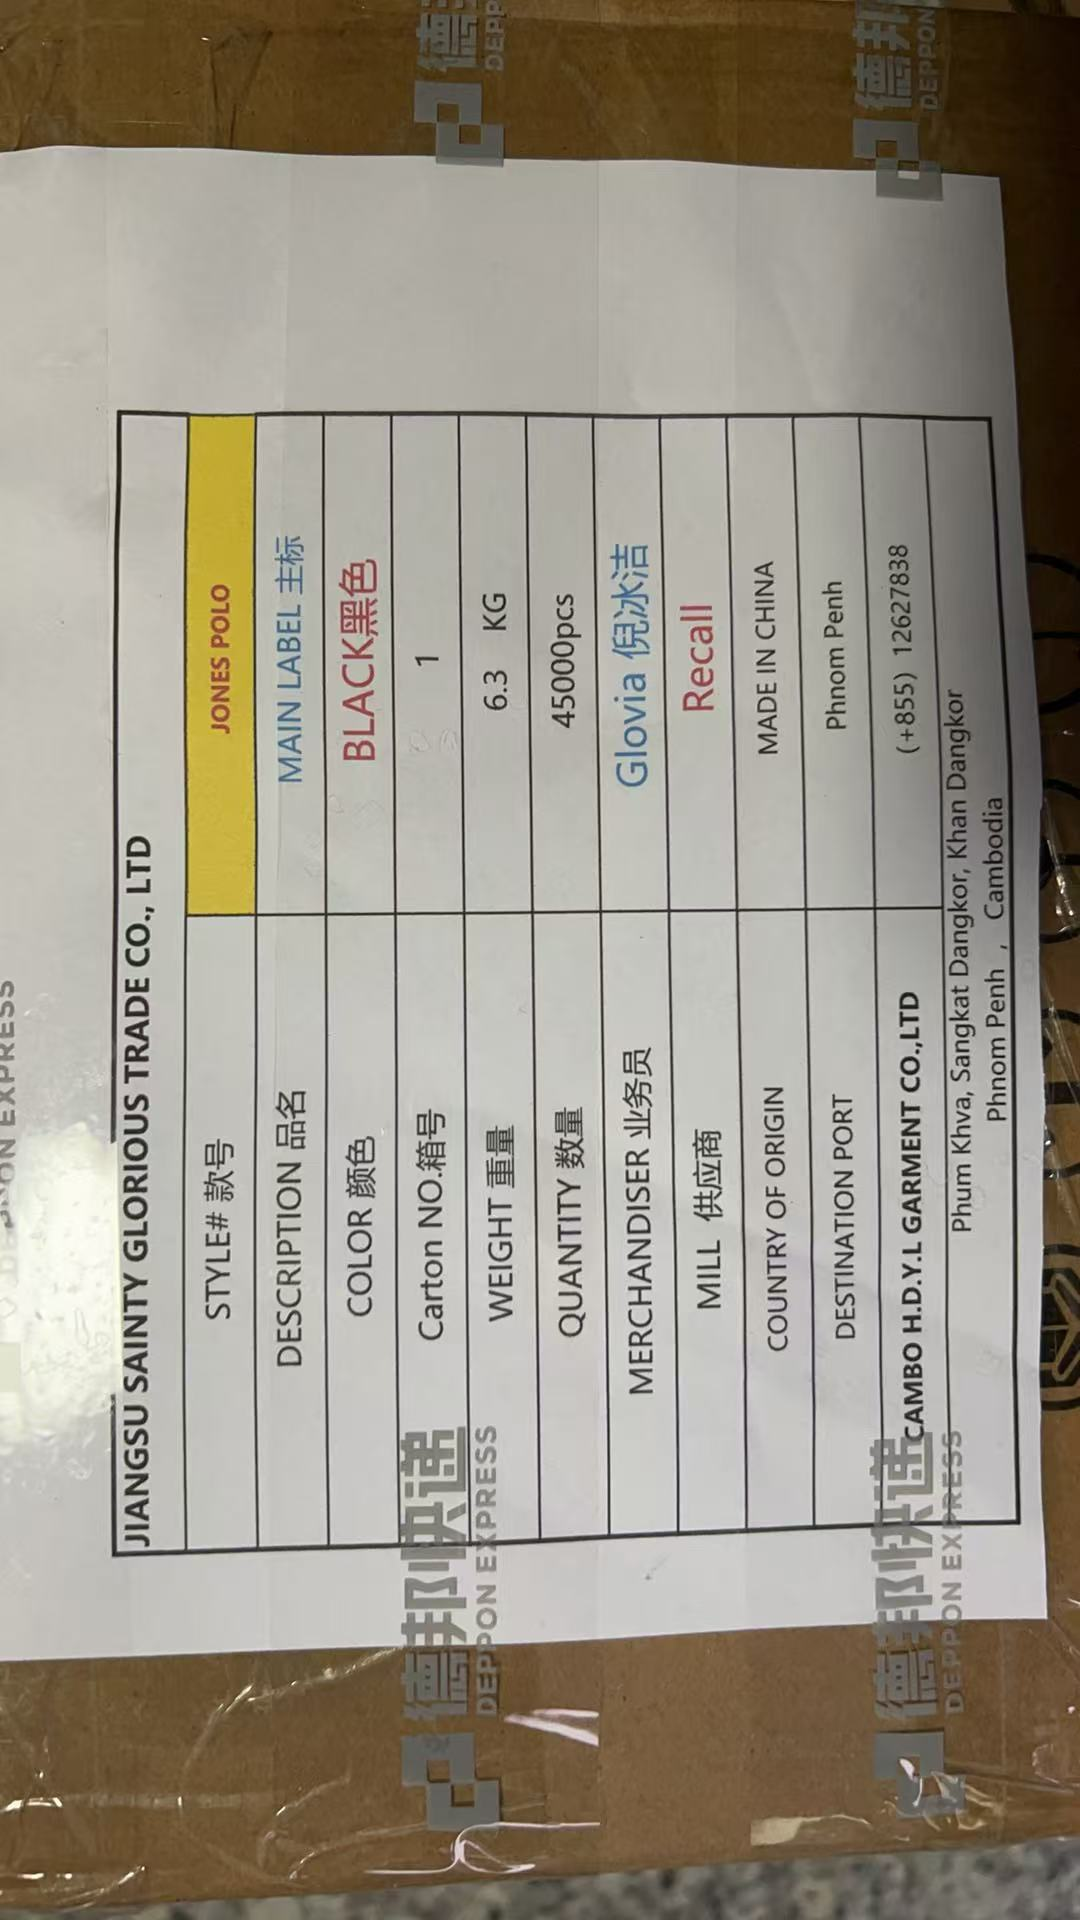 JIANGSU SAINTY GLORIOUS TRADE CO., LTD
STYLE# 款号 JONES POLO
DESCRIPTION 品名 MAIN LABEL 主标
COLOR 颜色 BLACK黑色
Carton NO.箱号 1
WEIGHT 重量 6.3 KG
QUANTITY 数量 45000pcs
MERCHANDISER 业务员 Glovia 倪冰洁
MILL 供应商 Recall
COUNTRY OF ORIGIN MADE IN CHINA
DESTINATION PORT Phnom Penh
CAMBO H.D.Y.L GARMENT CO.,LTD (+855) 12627838
Phum Khva, Sangkat Dangkor, Khan Dangkor
Phnom Penh , Cambodia
德邦快递
DEPPON EXPRESS
德邦快递
DEPPON EXPRESS
德邦
DEPPON
EXPRESS